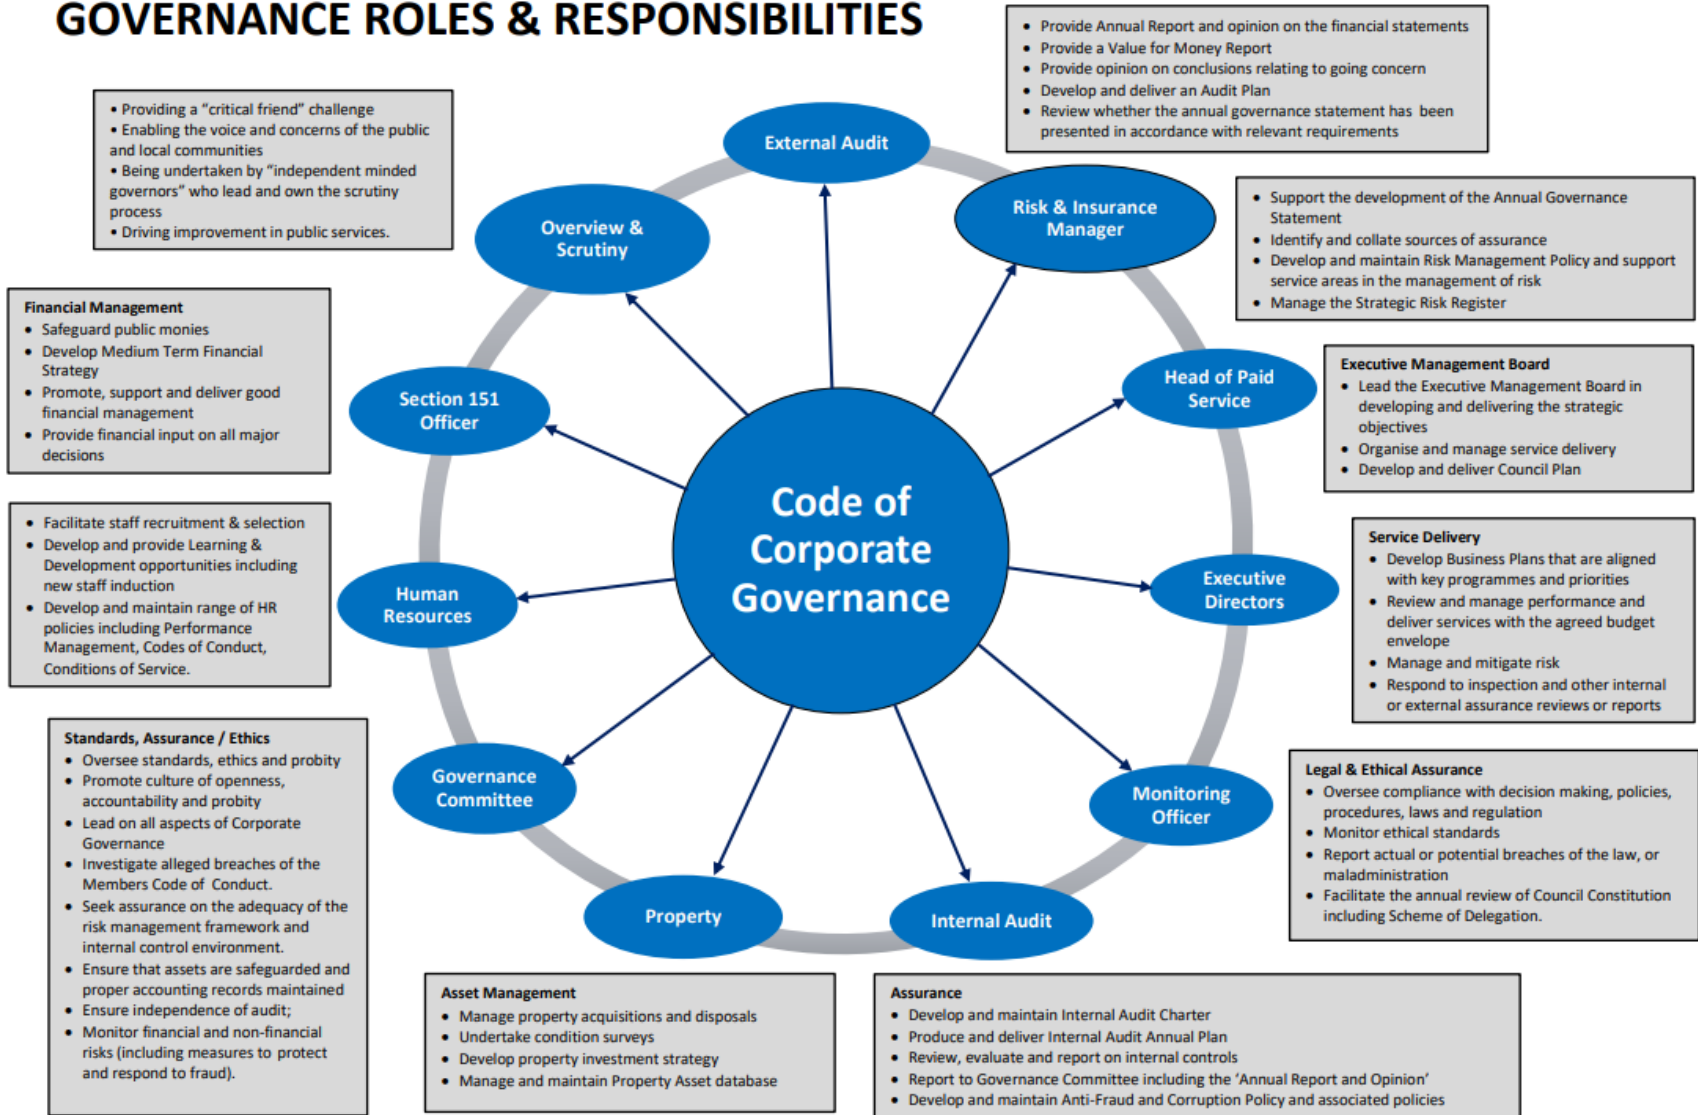 GOVERNANCE ROLES & RESPONSIBILITIES
• Provide Annual Report and opinion on the financial statements
• Provide a Value for Money Report
• Provide opinion on conclusions relating to going concern
• Develop and deliver an Audit Plan
• Review whether the annual governance statement has been
presented in accordance with relevant requirements
• Providing a “critical friend” challenge
• Enabling the voice and concerns of the public
and local communities
• Being undertaken by “independent minded
governors” who lead and own the scrutiny
process
• Driving improvement in public services.
External Audit
Overview &
Scrutiny
Risk & Insurance
Manager
• Support the development of the Annual Governance
Statement
• Identify and collate sources of assurance
• Develop and maintain Risk Management Policy and support
service areas in the management of risk
• Manage the Strategic Risk Register
Financial Management
• Safeguard public monies
• Develop Medium Term Financial
Strategy
• Promote, support and deliver good
financial management
• Provide financial input on all major
decisions
Section 151
Officer
Head of Paid
Service
Executive Management Board
• Lead the Executive Management Board in
developing and delivering the strategic
objectives
• Organise and manage service delivery
• Develop and deliver Council Plan
Code of
Corporate
Governance
• Facilitate staff recruitment & selection
• Develop and provide Learning &
Development opportunities including
new staff induction
• Develop and maintain range of HR
policies including Performance
Management, Codes of Conduct,
Conditions of Service.
Human
Resources
Executive
Directors
Service Delivery
• Develop Business Plans that are aligned
with key programmes and priorities
• Review and manage performance and
deliver services with the agreed budget
envelope
• Manage and mitigate risk
• Respond to inspection and other internal
or external assurance reviews or reports
Standards, Assurance / Ethics
• Oversee standards, ethics and probity
• Promote culture of openness,
accountability and probity
• Lead on all aspects of Corporate
Governance
• Investigate alleged breaches of the
Members Code of Conduct.
• Seek assurance on the adequacy of the
risk management framework and
internal control environment.
• Ensure that assets are safeguarded and
proper accounting records maintained
• Ensure independence of audit;
• Monitor financial and non-financial
risks (including measures to protect
and respond to fraud).
Governance
Committee
Monitoring
Officer
Legal & Ethical Assurance
• Oversee compliance with decision making, policies,
procedures, laws and regulation
• Monitor ethical standards
• Report actual or potential breaches of the law, or
maladministration
• Facilitate the annual review of Council Constitution
including Scheme of Delegation.
Property
Internal Audit
Asset Management
• Manage property acquisitions and disposals
• Undertake condition surveys
• Develop property investment strategy
• Manage and maintain Property Asset database
Assurance
• Develop and maintain Internal Audit Charter
• Produce and deliver Internal Audit Annual Plan
• Review, evaluate and report on internal controls
• Report to Governance Committee including the ‘Annual Report and Opinion’
• Develop and maintain Anti-Fraud and Corruption Policy and associated policies